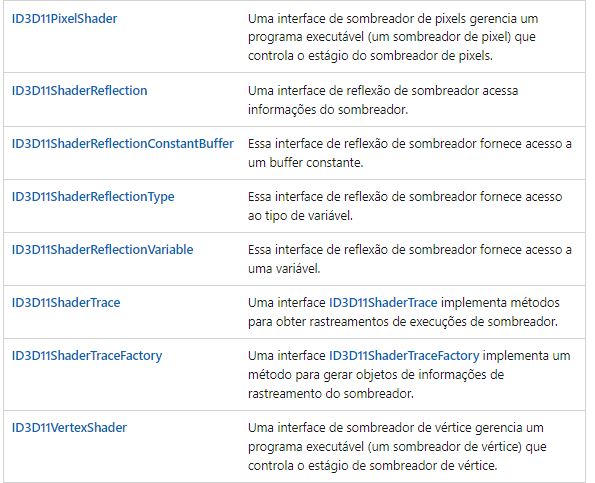 ID3D11PixelShader
Uma interface de sombreador de pixels gerencia um
programa executável (um sombreador de pixel) que
controla o estágio do sombreador de pixels.
ID3D11ShaderReflection
Uma interface de reflexão de sombreador acessa
informações do sombreador.
ID3D11ShaderReflectionConstantBuffer
Essa interface de reflexão de sombreador fornece acesso a
um buffer constante.
ID3D11ShaderReflectionType
Essa interface de reflexão de sombreador fornece acesso
ao tipo de variável.
ID3D11ShaderReflectionVariable
Essa interface de reflexão de sombreador fornece acesso a
uma variável.
ID3D11ShaderTrace
Uma interface ID3D11ShaderTrace implementa métodos
para obter rastreamentos de execuções de sombreador.
ID3D11ShaderTraceFactory
Uma interface ID3D11ShaderTraceFactory implementa um
método para gerar objetos de informações de
rastreamento do sombreador.
ID3D11VertexShader
Uma interface de sombreador de vértice gerencia um
programa executável (um sombreador de vértice) que
controla o estágio de sombreador de vértice.